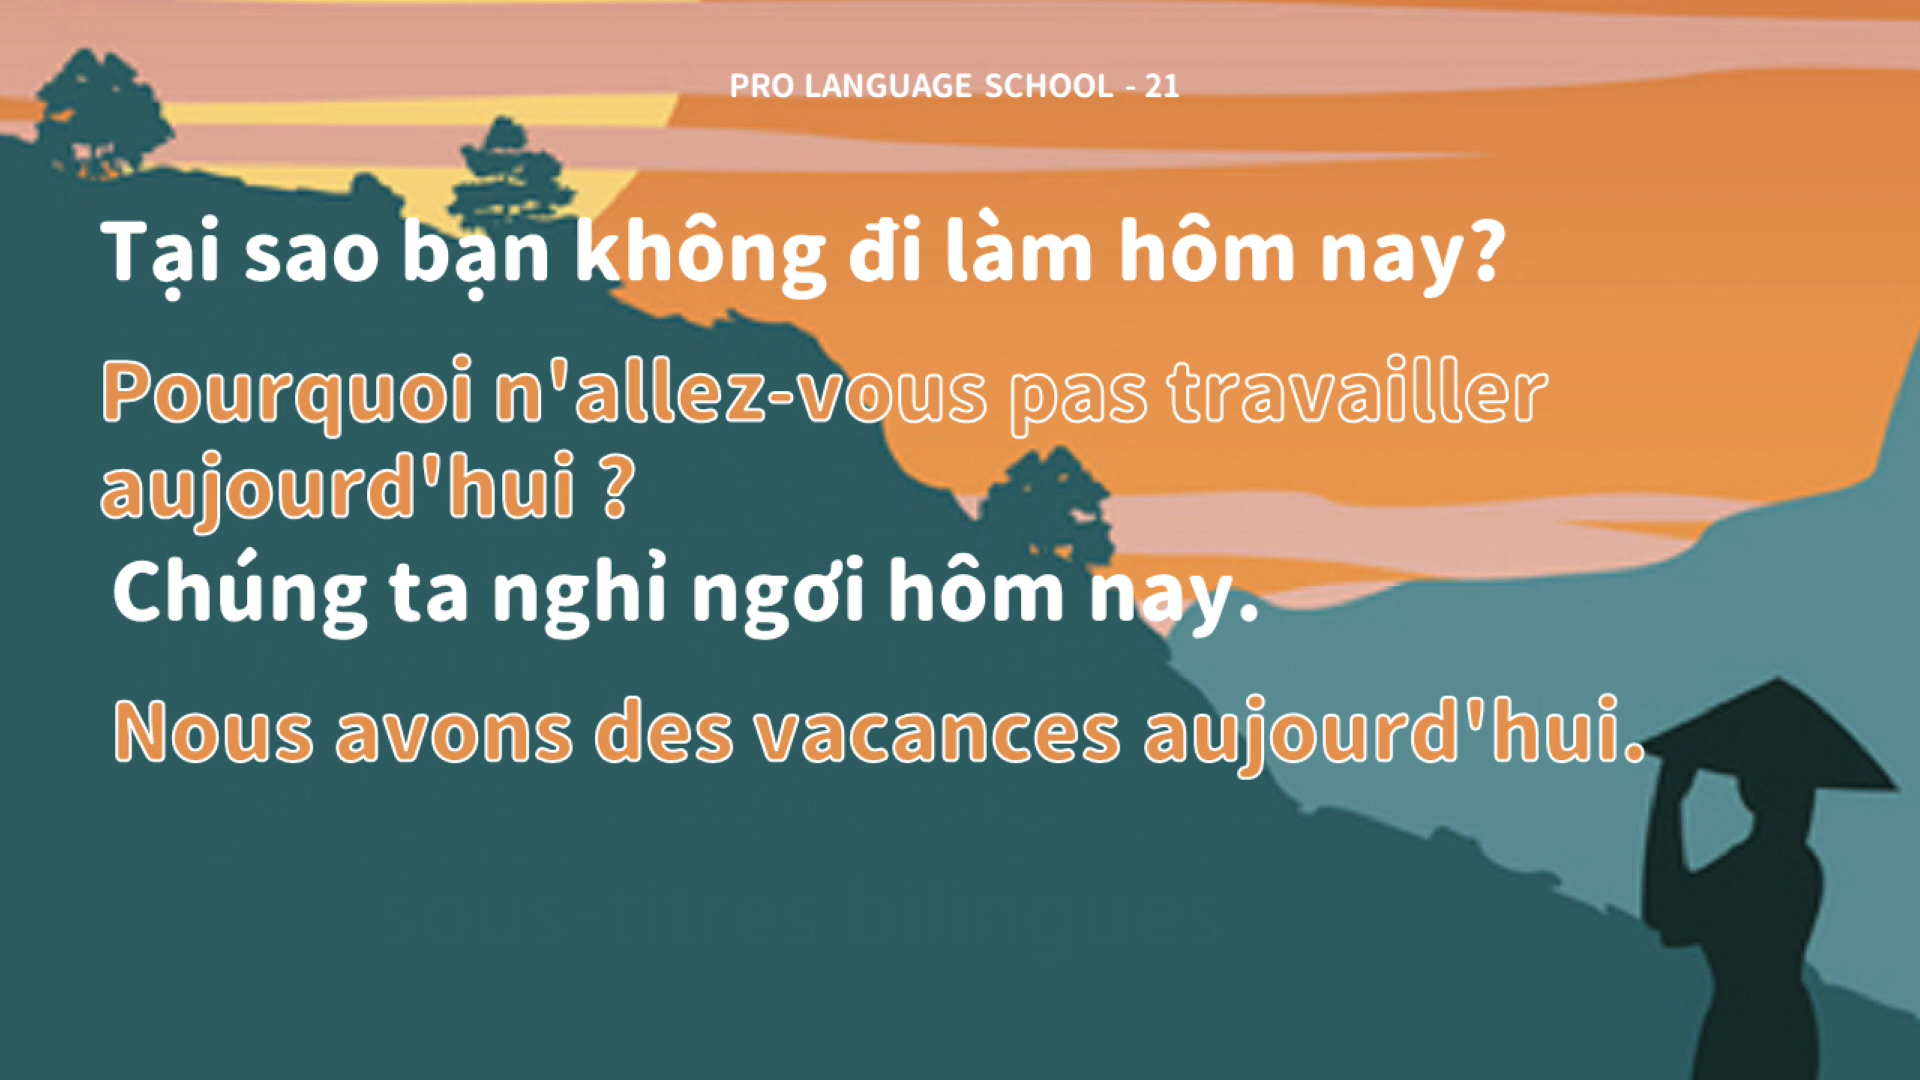 PRO LANGUAGE SCHOOL - 21
Tại sao bạn không đi làm hôm nay?
Pourquoi n'allez-vous pas travailler
aujourd'hui ?
Chúng ta nghỉ ngơi hôm nay.
Nous avons des vacances aujourd'hui.